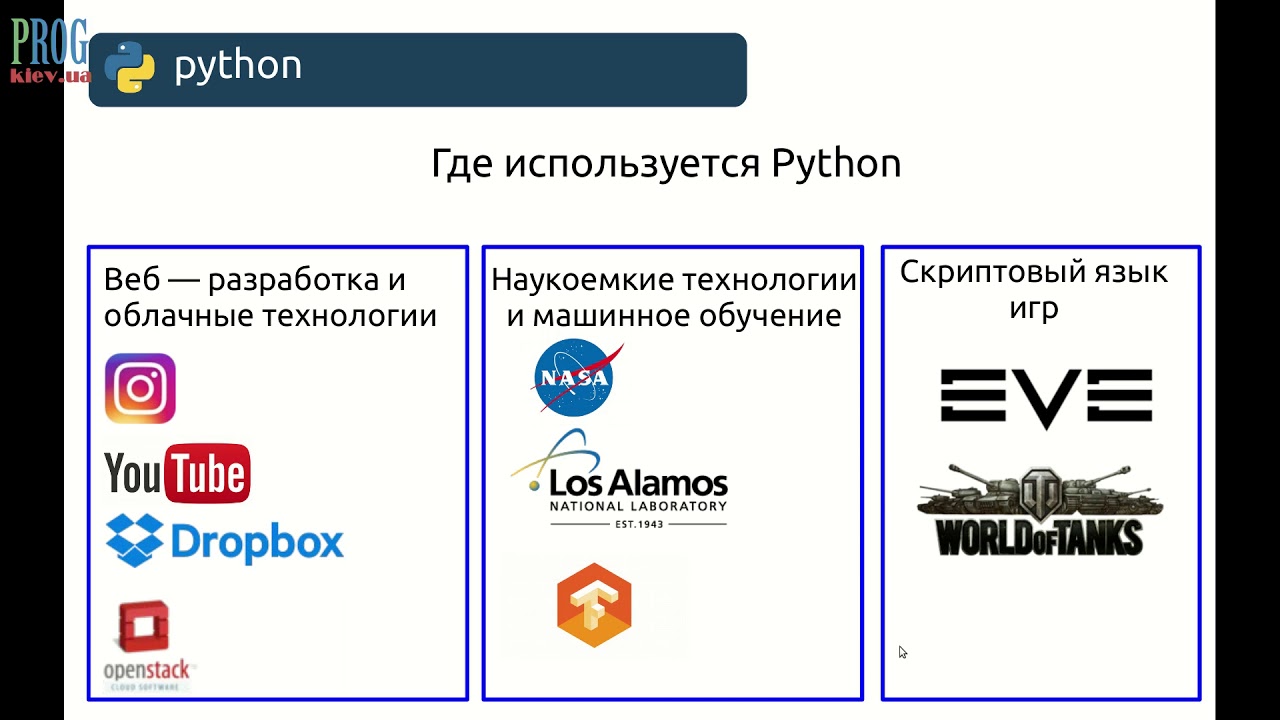 PROG
kiev.ua
python
Где используется Python
Веб — разработка и
облачные технологии
YouTube
Dropbox
openstack
CLOUD SOFTWARE
Наукоемкие технологии
и машинное обучение
NASA
Los Alamos
NATIONAL LABORATORY
EST.1943
Скриптовый язык
игр
EVE
WORLD OF TANKS